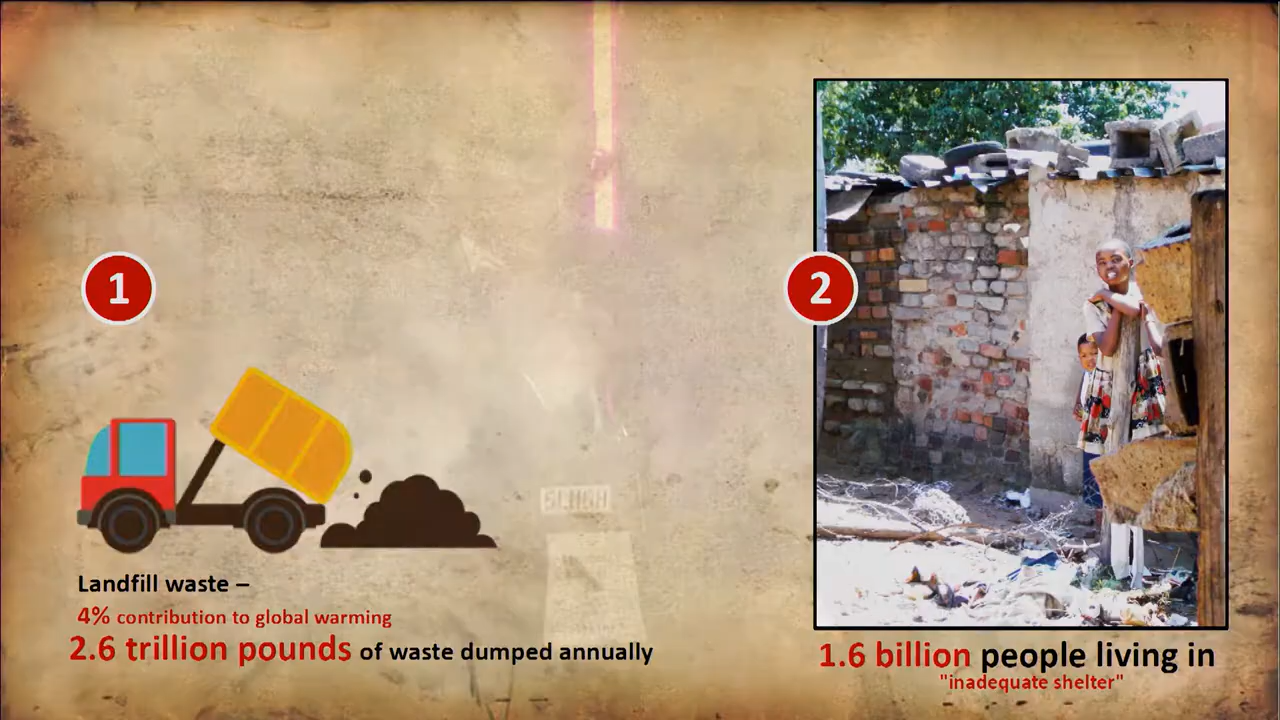 1
2
Landfill waste –
4% contribution to global warming
2.6 trillion pounds of waste dumped annually
1.6 billion people living in
"inadequate shelter"